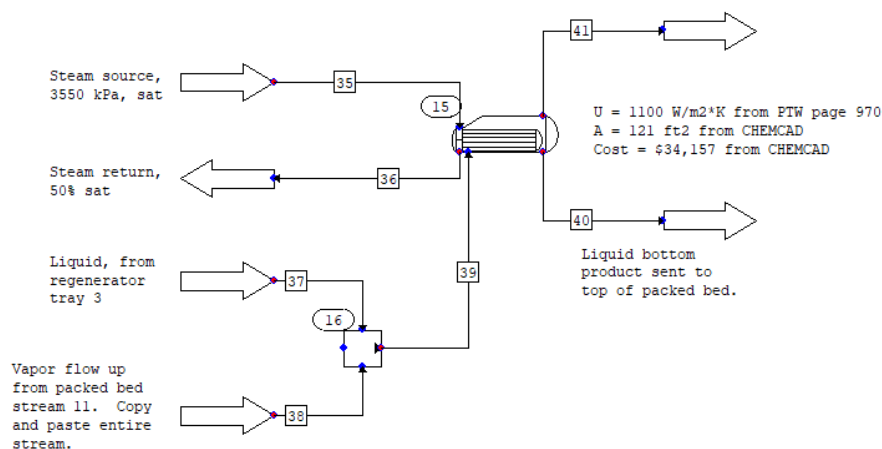 41
Steam source,
3550 kPa, sat
35
15
U = 1100 W/m2*K from PTW page 970
A = 121 ft2 from CHEMCAD
Cost = $34,157 from CHEMCAD
Steam return,
50% sat
36
40
Liquid, from
regenerator
tray 3
37
39
Liquid bottom
product sent to
top of packed bed.
16
Vapor flow up
from packed bed
stream 11.  Copy
and paste entire
stream.
38